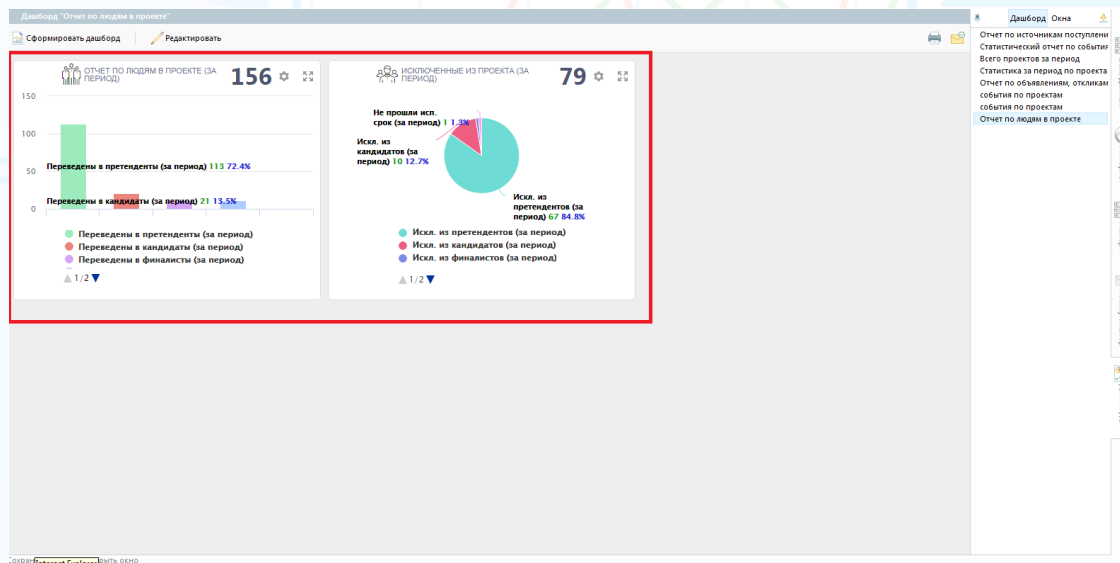 Дашборд "Отчет по людям в проекте"
Сформировать дашборд
Редактировать
ОТЧЕТ ПО ЛЮДЯМ В ПРОЕКТЕ (ЗА
ПЕРИОД)
156
150
100
50
0
Переведены в претенденты (за период) 113 72.4%
Переведены в кандидаты (за период) 21 13.5%
Переведены в претенденты (за период)
Переведены в кандидаты (за период)
Переведены в финалисты (за период)
1/2
ИСКЛЮЧЕННЫЕ ИЗ ПРОЕКТА (ЗА
ПЕРИОД)
79
Не прошли исп.
срок (за период) 1 1.3%
Искл. из
кандидатов (за
период) 10 12.7%
Искл. из
претендентов (за
период) 67 84.8%
Искл. из претендентов (за период)
Искл. из кандидатов (за период)
Искл. из финалистов (за период)
1/2
Дашборд Окна
Отчет по источникам поступлени
Статистический отчет по события
Всего проектов за период
Статистика за период по проекта
Отчет по объявлениям, откликам
события по проектам
события по проектам
Отчет по людям в проекте
окно